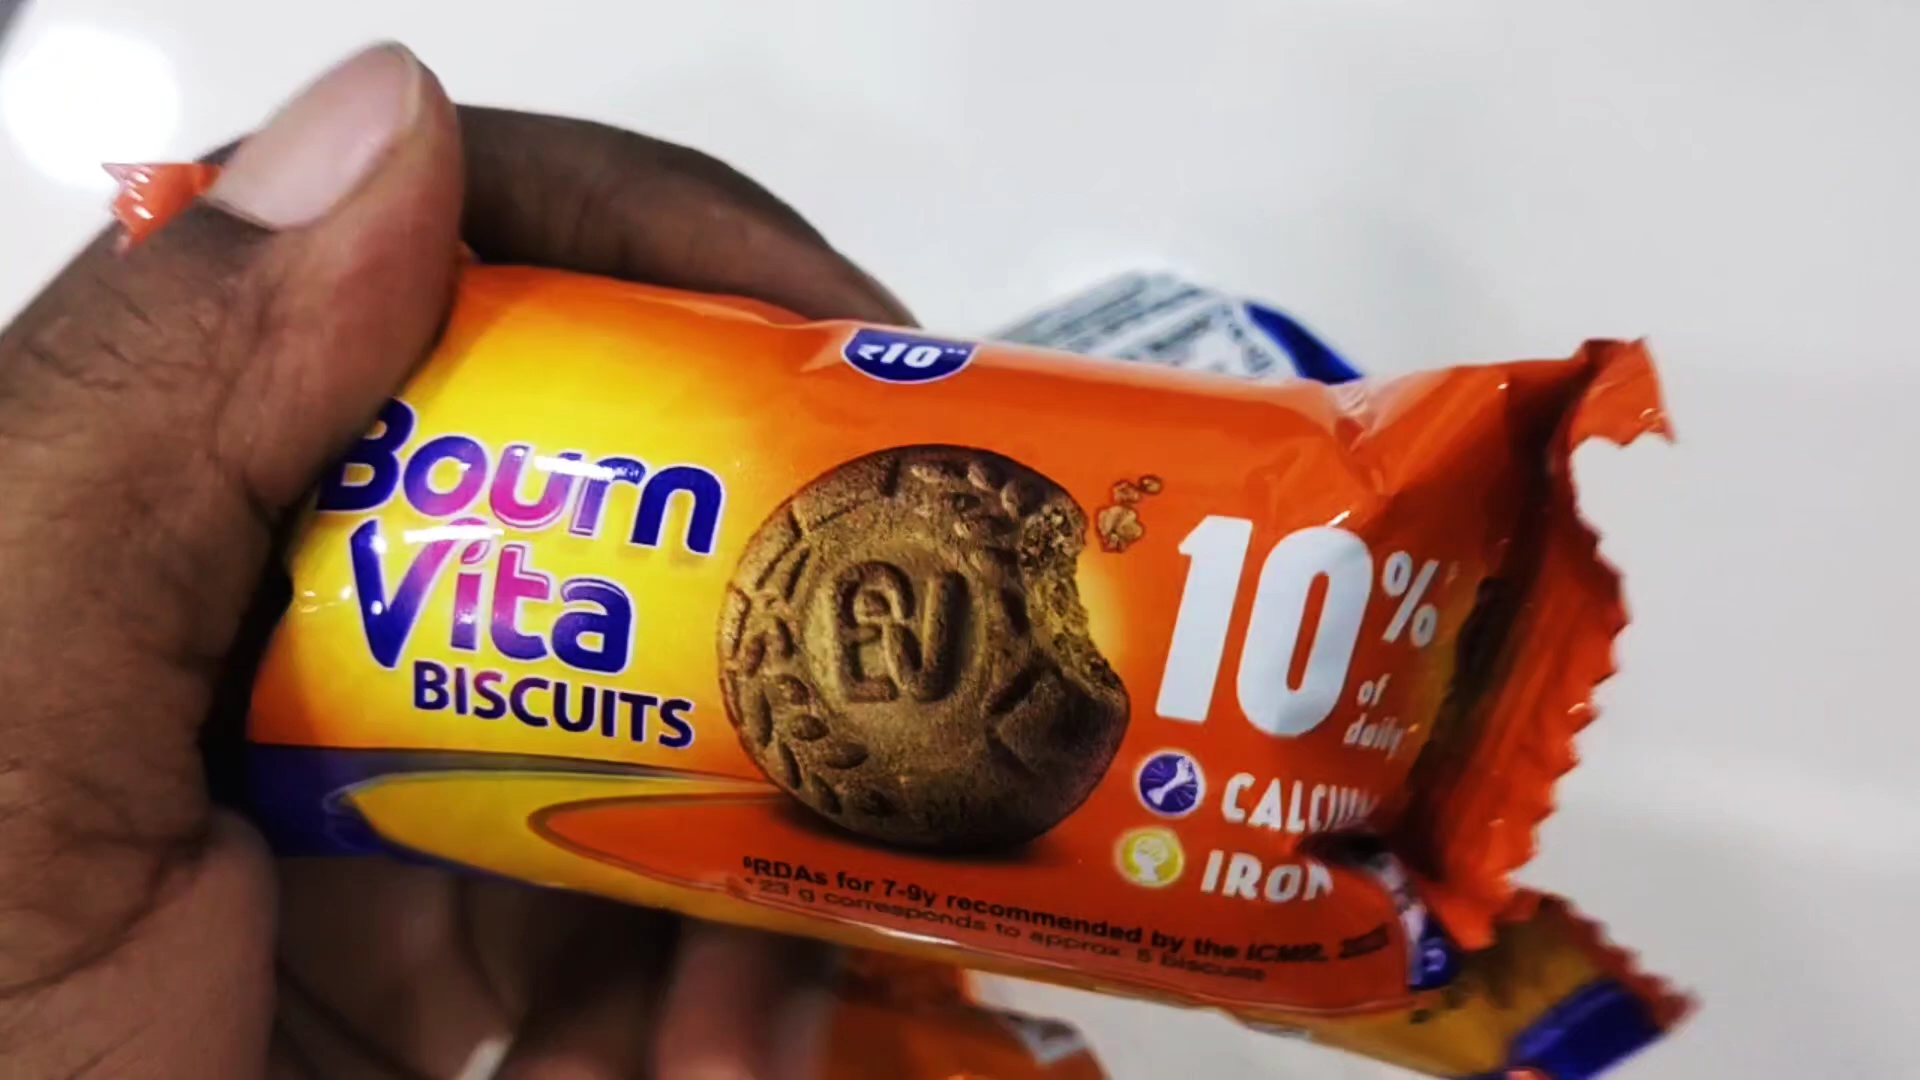 ₹10**
Bourn
Vita
BISCUITS
10%
of
daily
CALCIUM
IRON
RDAs for 7-9y recommended by the ICMR.
23 g corresponds to approx 5 biscuits